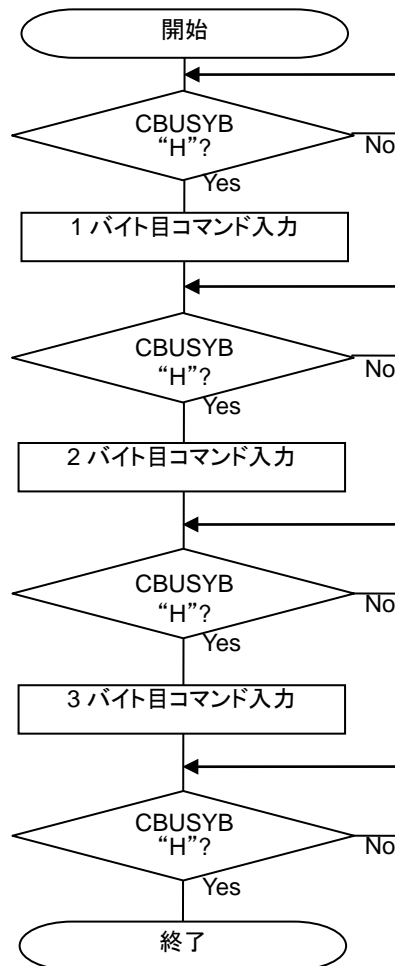 開始
CBUSYB
“H”?
No
Yes
1 バイト目コマンド入力
CBUSYB
“H”?
No
Yes
2 バイト目コマンド入力
CBUSYB
“H”?
No
Yes
3 バイト目コマンド入力
CBUSYB
“H”?
No
Yes
終了